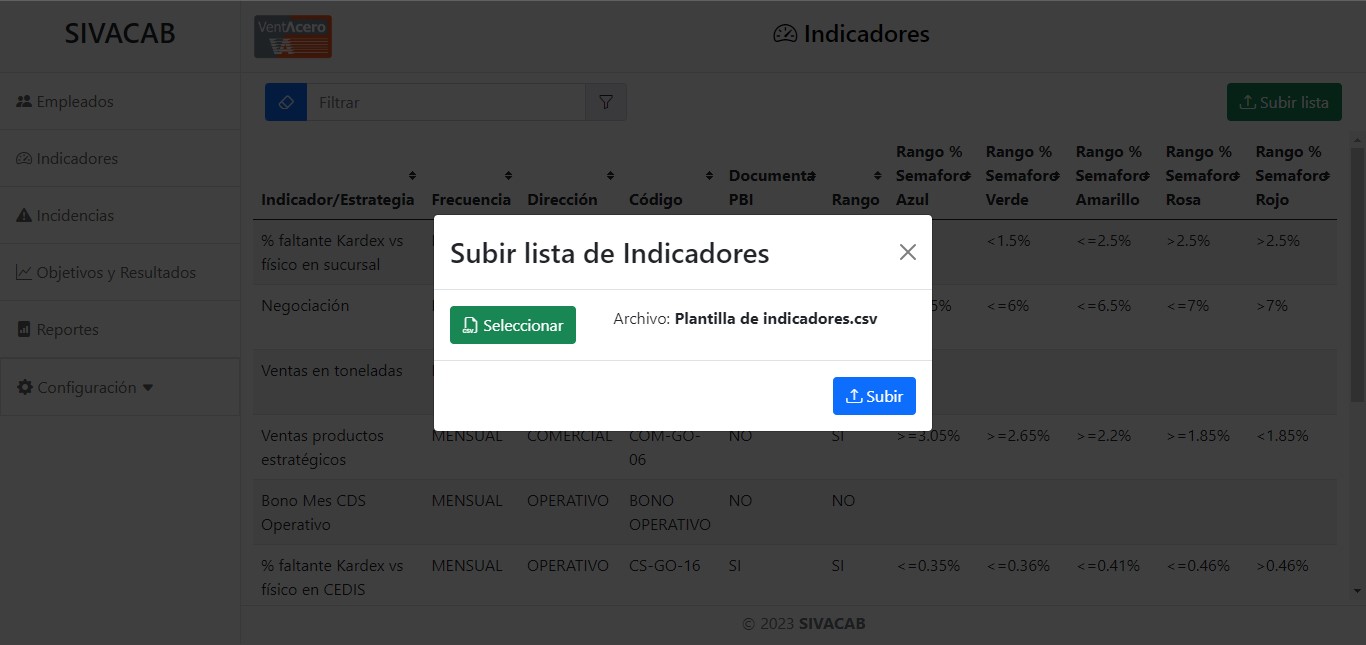 SIVACAB
VentAcero
VA
Indicadores
Empleados
Indicadores
Incidencias
Objetivos y Resultados
Reportes
Configuración
Filtrar
Subir lista
Indicador/Estrategia
Frecuencia
Dirección
Código
Documenta
PBI
Rango
Rango %
Semaforo
Azul
Rango %
Semaforo
Verde
Rango %
Semaforo
Amarillo
Rango %
Semaforo
Rosa
Rango %
Semaforo
Rojo
% faltante Kardex vs
físico en sucursal
<1.5% <=2.5% >2.5% >2.5%
Negociación
5% <=6% <=6.5% <=7% >7%
Ventas en toneladas
Subir lista de Indicadores
CSV
Seleccionar
Archivo: Plantilla de indicadores.csv
Subir
Ventas productos
estratégicos
MENSUAL
COMERCIAL
COM-GO-
06
NO
SI
>=3.05% >=2.65% >=2.2% >=1.85% <1.85%
Bono Mes CDS
Operativo
MENSUAL
OPERATIVO
BONO
OPERATIVO
NO
NO
% faltante Kardex vs
físico en CEDIS
MENSUAL
OPERATIVO
CS-GO-16
SI
SI
<=0.35% <=0.36% <=0.41% <=0.46% >0.46%
© 2023 SIVACAB